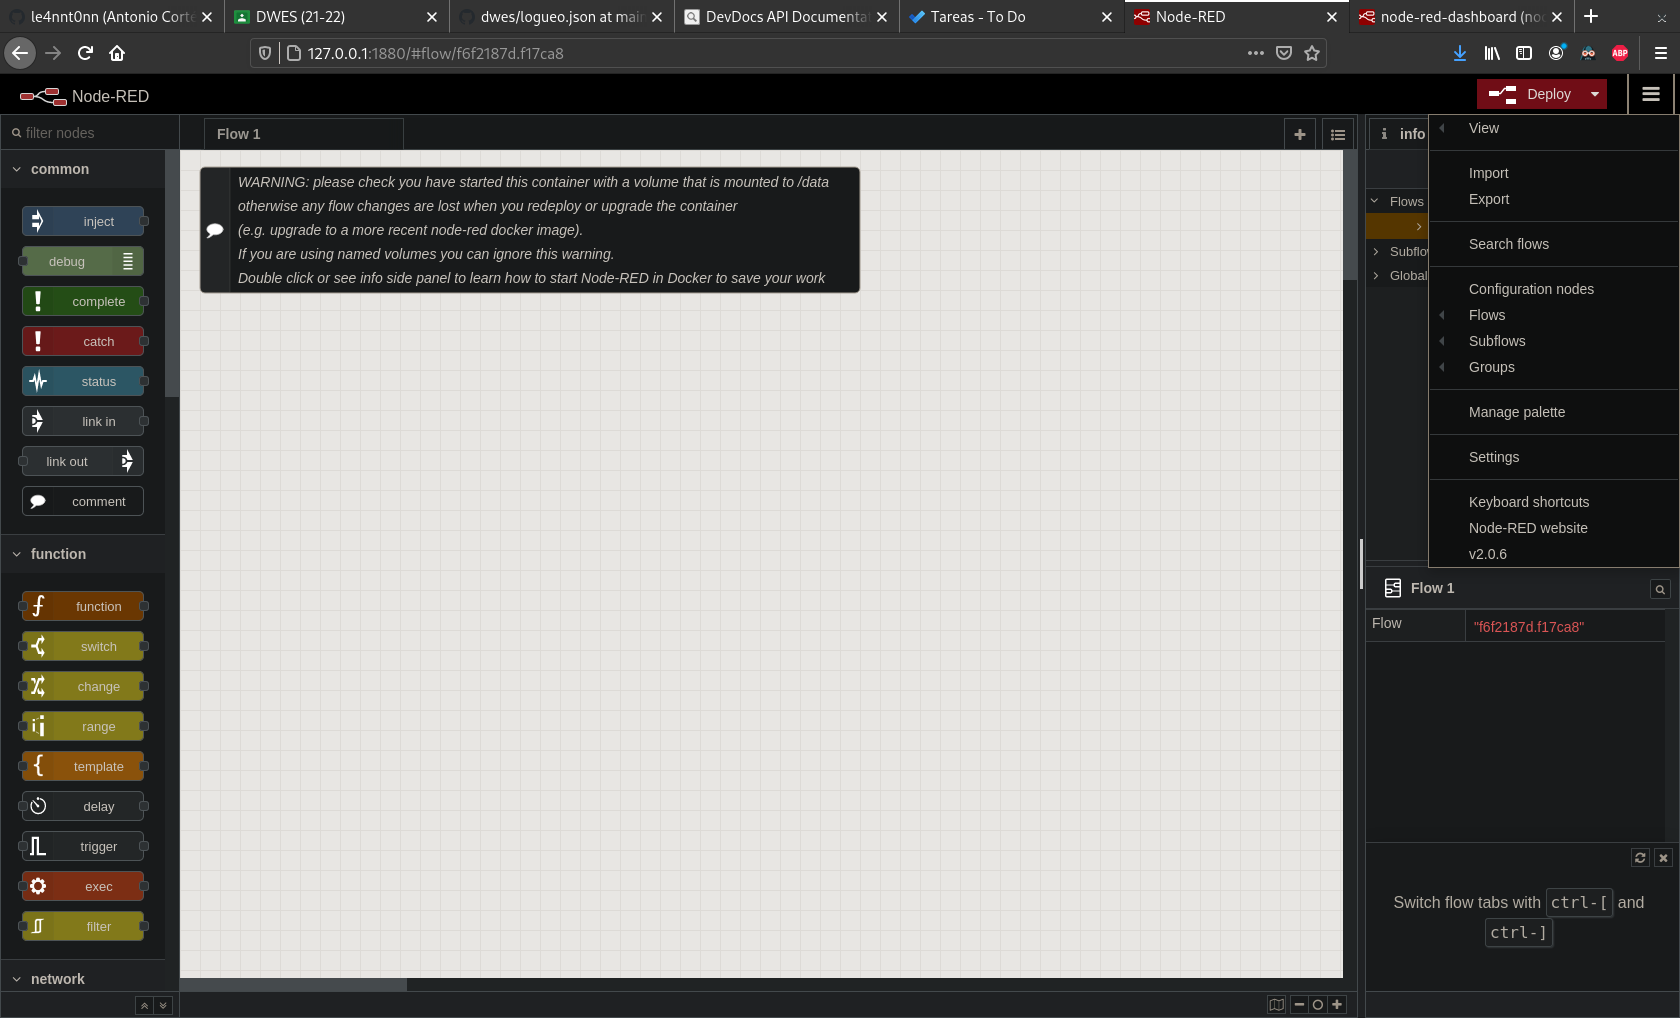 le4nnt0nn (Antonio Corte
DWES (21-22)
dwes/logueo.json at main
DevDocs API Documentat
Tareas - To Do
Node-RED
node-red-dashboard (no
127.0.0.1:1880/#flow/f6f2187d.f17ca8
ABP
Node-RED
Deploy
filter nodes
Flow 1
info
common
inject
debug
complete
catch
status
link in
link out
comment
function
function
switch
change
range
template
delay
trigger
exec
filter
network
WARNING: please check you have started this container with a volume that is mounted to /data
otherwise any flow changes are lost when you redeploy or upgrade the container
(e.g. upgrade to a more recent node-red docker image).
If you are using named volumes you can ignore this warning.
Double click or see info side panel to learn how to start Node-RED in Docker to save your work
Flows
Subflo
Global
View
Import
Export
Search flows
Configuration nodes
Flows
Subflows
Groups
Manage palette
Settings
Keyboard shortcuts
Node-RED website
v2.0.6
Flow 1
Flow
"f6f2187d.f17ca8"
Switch flow tabs with ctrl-[ and
ctrl-]